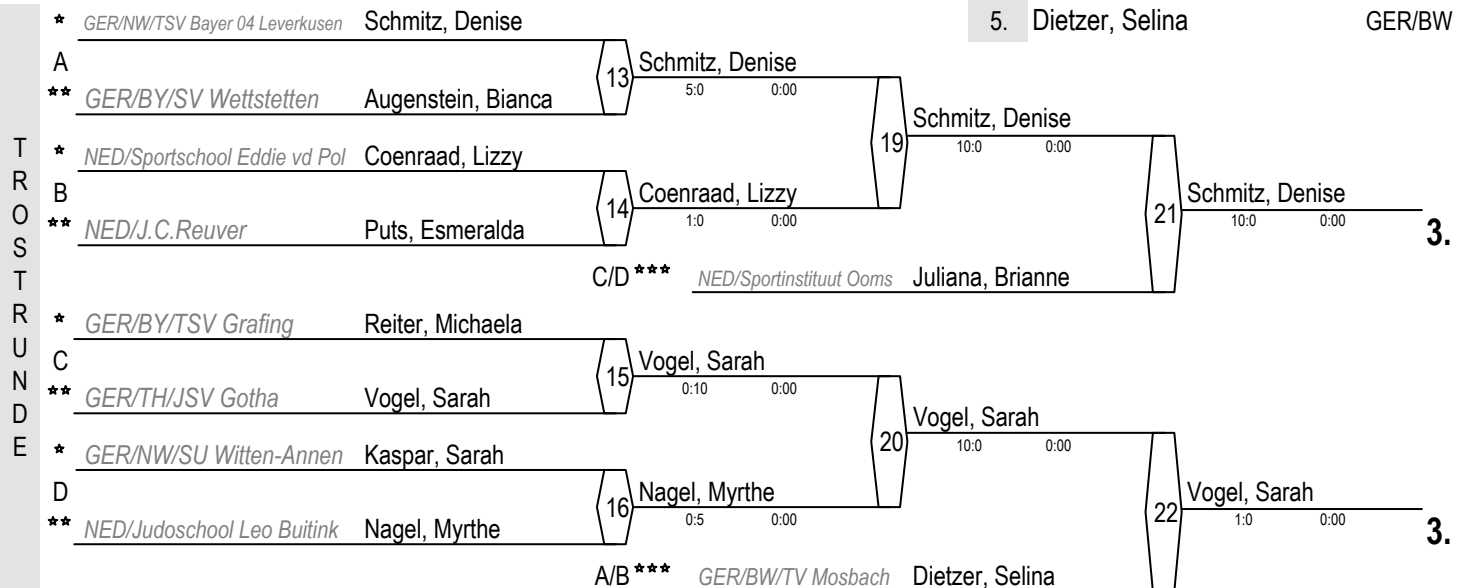 GER/NW/TSV Bayer 04 Leverkusen Schmitz, Denise
5. Dietzer, Selina GER/BW
A
13 Schmitz, Denise
5:0 0:00
** GER/BY/SV Wettstetten Augenstein, Bianca
19 Schmitz, Denise
10:0 0:00
TROSTRUNDE
* NED/Sportschool Eddie vd Pol Coenraad, Lizzy
B
14 Coenraad, Lizzy
1:0 0:00
21 Schmitz, Denise
10:0 0:00
3.
** NED/J.C.Reuver Puts, Esmeralda
C/D *** NED/Sportinstituut Ooms Juliana, Brianne
* GER/BY/TSV Grafing Reiter, Michaela
C
15 Vogel, Sarah
0:10 0:00
** GER/TH/JSV Gotha Vogel, Sarah
20 Vogel, Sarah
10:0 0:00
* GER/NW/SU Witten-Annen Kaspar, Sarah
D
16 Nagel, Myrthe
0:5 0:00
22 Vogel, Sarah
1:0 0:00
3.
** NED/Judoschool Leo Buitink Nagel, Myrthe
A/B *** GER/BW/TV Mosbach Dietzer, Selina